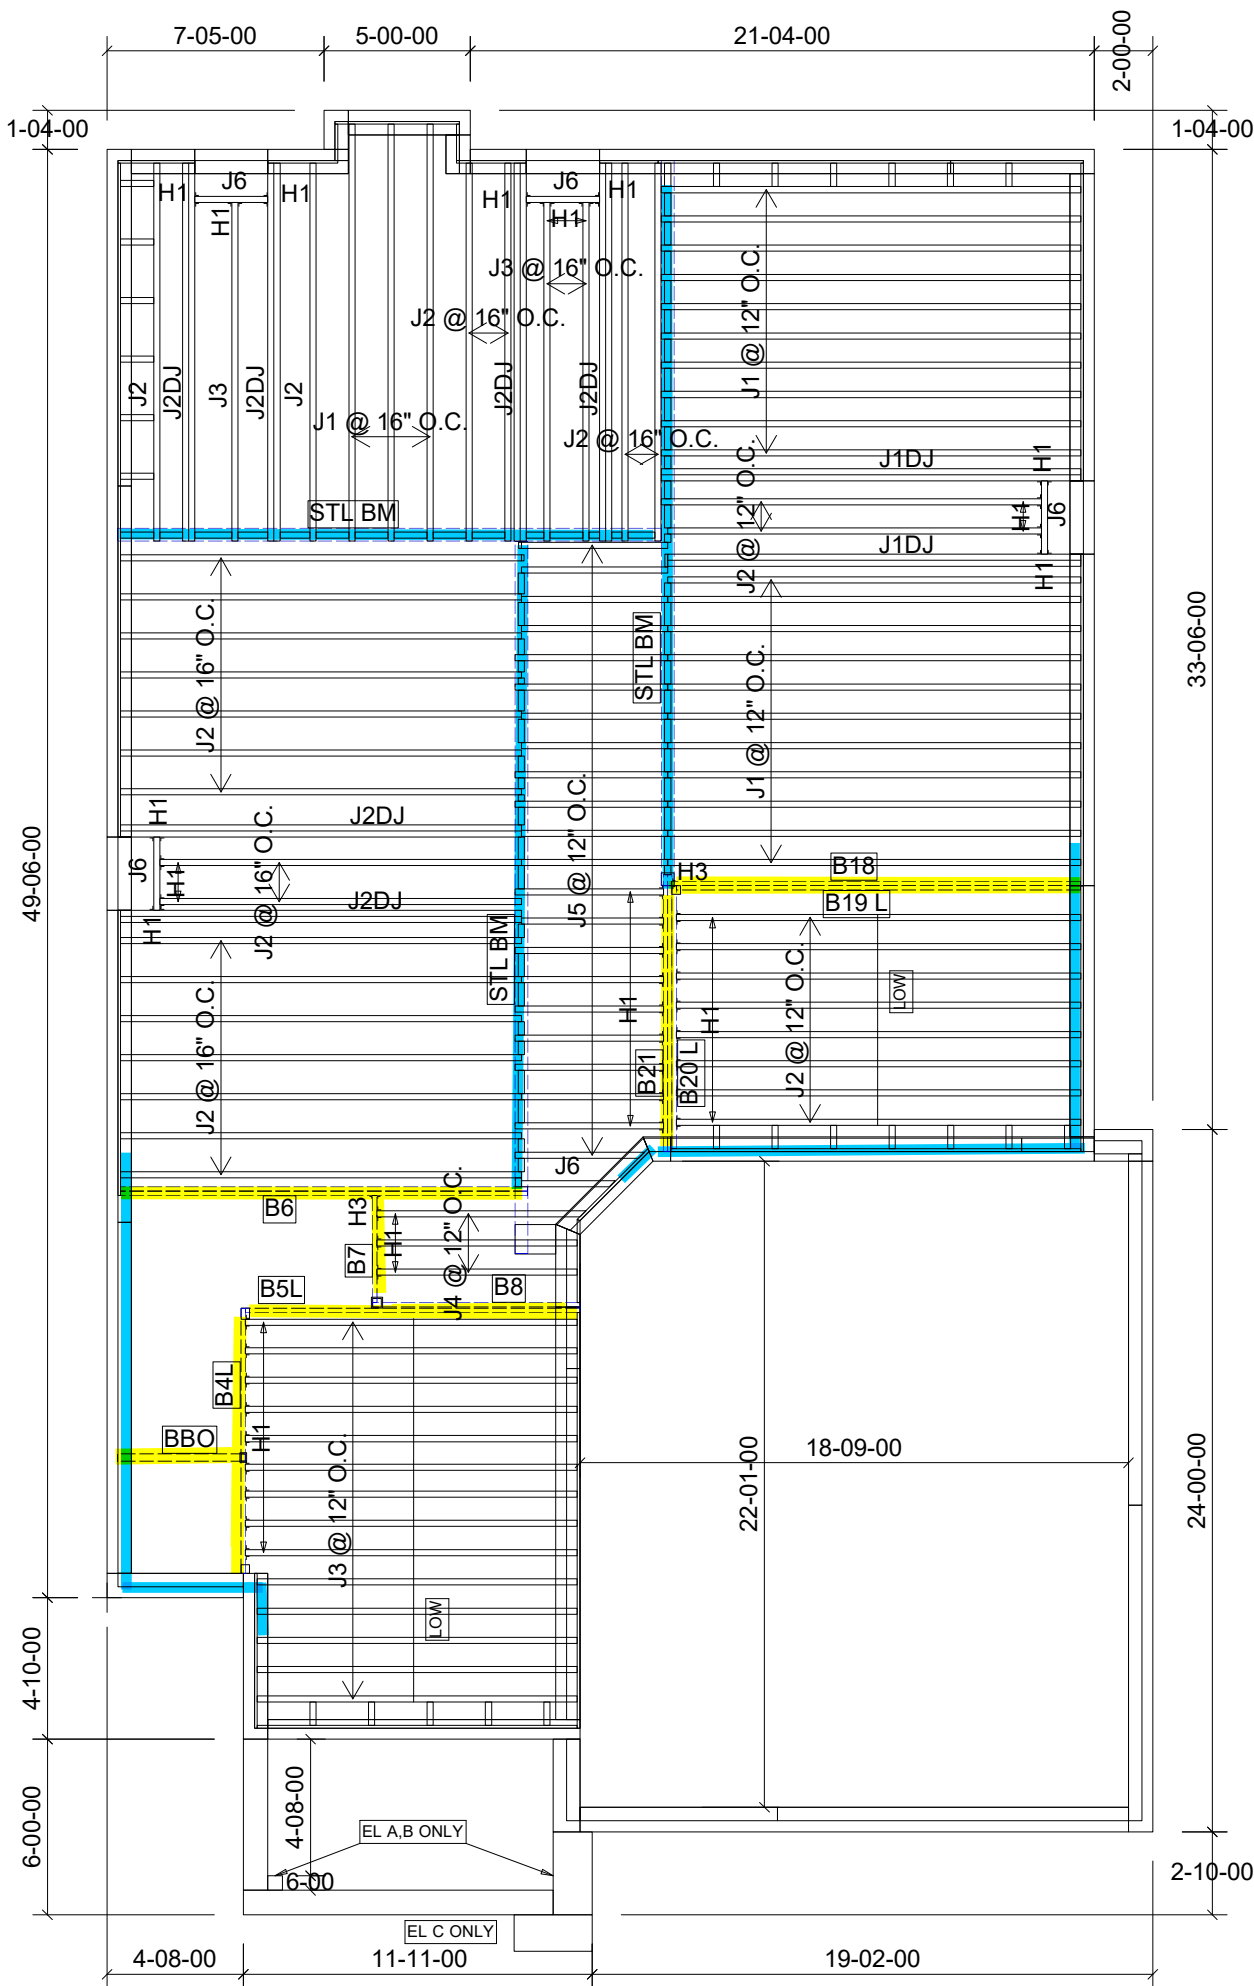 7-05-00
5-00-00
21-04-00
2-00-00
1-04-00
1-04-00
H1
J6
H1
H1
H1
J6
H1
H1
J3 @ 16" O.C.
J2 @ 16" O.C.
J1 @ 12" O.C.
J2
J2DJ
J3
J2DJ
J2
J2DJ
J2DJ
J1 @ 16" O.C.
J2 @ 16" O.C.
J1DJ
H1
J2 @ 12" O.C.
H1
J6
STL BM
J1DJ
H1
J2 @ 16" O.C.
STL BM
J1 @ 12" O.C.
33-06-00
J2DJ
H1
49-06-00
J6
H1
J2 @ 16" O.C.
J2DJ
H1
J5 @ 12" O.C.
H3
B18
B19 L
STL BM
J2 @ 16" O.C.
H1
B21
B20 L
H1
J2 @ 12" O.C.
LOW
J6
B6
H3
B7
H1
J4 @ 12" O.C.
B5L
B8
B4L
H1
BBO
J3 @ 12" O.C.
LOW
18-09-00
22-01-00
24-00-00
4-10-00
6-00-00
4-08-00
EL A,B ONLY
6-00
2-10-00
EL C ONLY
4-08-00
11-11-00
19-02-00